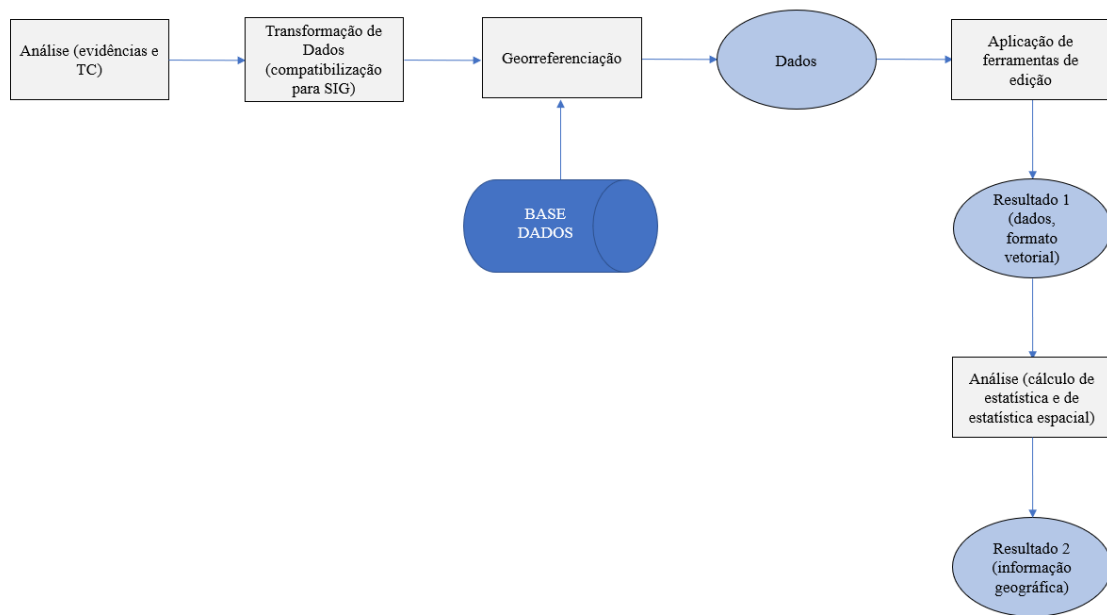 Análise (evidências e
TC)
Transformação de
Dados
(compatibilização
para SIG)
Georreferenciação
Dados
Aplicação de
ferramentas de
edição
BASE
DADOS
Resultado 1
(dados,
formato
vetorial)
Análise (cálculo de
estatística e de
estatística espacial)
Resultado 2
(informação
geográfica)